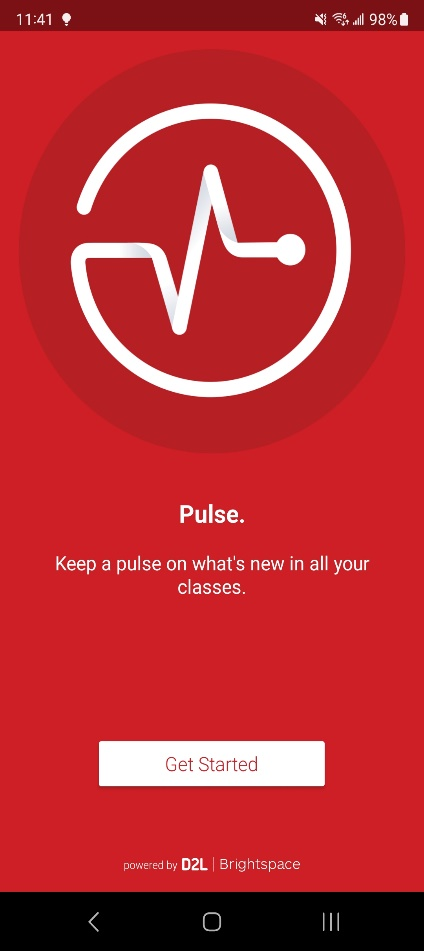 11:41 98%
Pulse.
Keep a pulse on what's new in all your
classes.
Get Started
powered by D2L | Brightspace